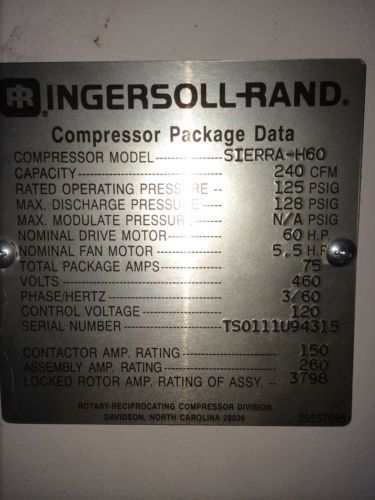 IR INGERSOLL-RAND.
Compressor Package Data
COMPRESSOR MODEL SIERRA-H60
CAPACITY 240 CFM
RATED OPERATING PRESSURE 125 PSIG
MAX. DISCHARGE PRESSURE 128 PSIG
MAX. MODULATE PRESSURE N/A PSIG
NOMINAL DRIVE MOTOR 60 H.P.
NOMINAL FAN MOTOR 5.5 H.P.
TOTAL PACKAGE AMPS 75
VOLTS 460
PHASE/HERTZ 3/60
CONTROL VOLTAGE 120
SERIAL NUMBER TS0111U94315
CONTACTOR AMP. RATING 150
ASSEMBLY AMP. RATING 260
LOCKED ROTOR AMP. RATING OF ASSY. 3798
ROTARY-RECIPROCATING COMPRESSOR DIVISION
DAVIDSON, NORTH CAROLINA 28036
39557095